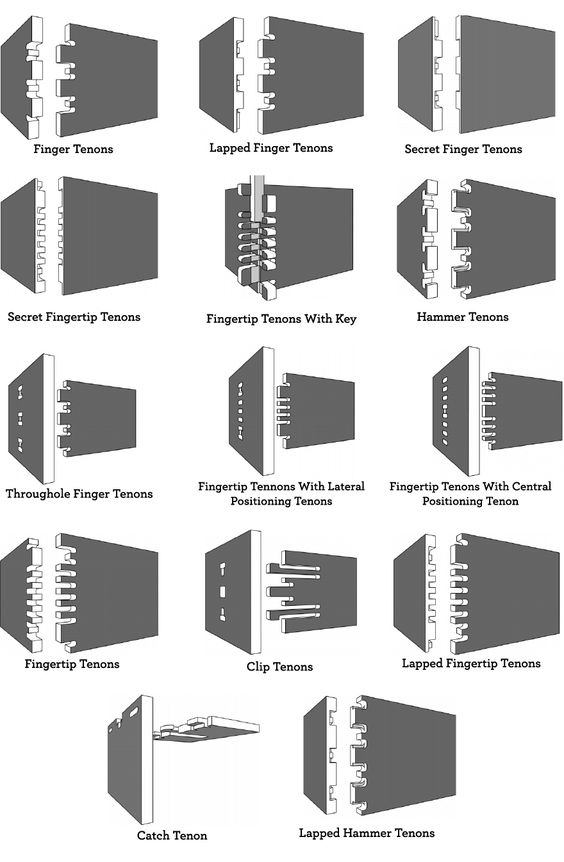 Finger Tenons
Lapped Finger Tenons
Secret Finger Tenons
Secret Fingertip Tenons
Fingertip Tenons With Key
Hammer Tenons
Throughole Finger Tenons
Fingertip Tennons With Lateral
Positioning Tenons
Fingertip Tenons With Central
Positioning Tenon
Fingertip Tenons
Clip Tenons
Lapped Fingertip Tenons
Catch Tenon
Lapped Hammer Tenons